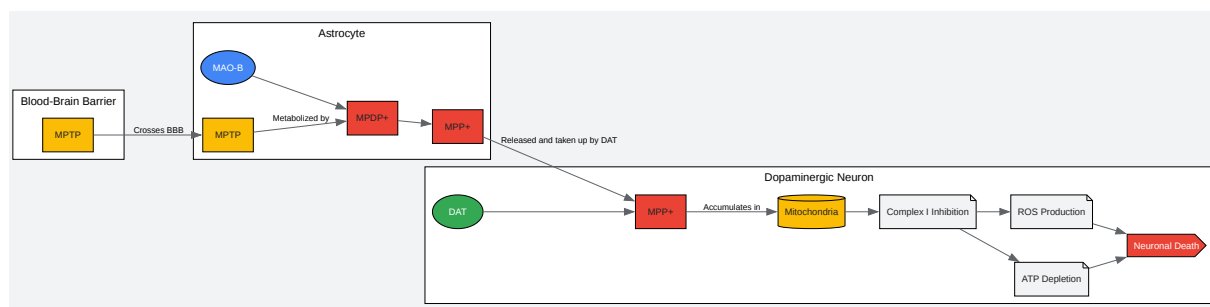 Astrocyte
MAO-B
Blood-Brain Barrier
MPTP
Crosses BBB
MPTP
Metabolized by
MPDP+
MPP+
Released and taken up by DAT
Dopaminergic Neuron
DAT
MPP+
Accumulates in
Mitochondria
Complex I Inhibition
ROS Production
ATP Depletion
Neuronal Death